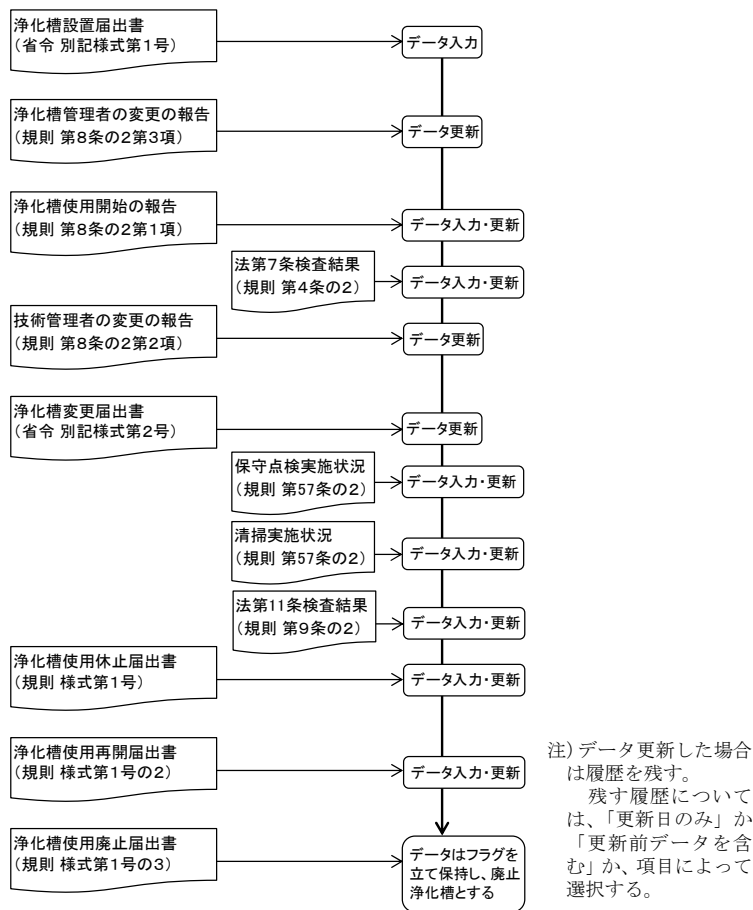 浄化槽設置届出書
(省令 別記様式第1号)
データ入力
浄化槽管理者の変更の報告
(規則 第8条の2第3項)
データ更新
浄化槽使用開始の報告
(規則 第8条の2第1項)
データ入力・更新
法第7条検査結果
(規則 第4条の2)
データ入力・更新
技術管理者の変更の報告
(規則 第8条の2第2項)
データ更新
浄化槽変更届出書
(省令 別記様式第2号)
データ更新
保守点検実施状況
(規則 第57条の2)
データ入力・更新
清掃実施状況
(規則 第57条の2)
データ入力・更新
法第11条検査結果
(規則 第9条の2)
データ入力・更新
浄化槽使用休止届出書
(規則 様式第1号)
データ入力・更新
浄化槽使用再開届出書
(規則 様式第1号の2)
データ入力・更新
浄化槽使用廃止届出書
(規則 様式第1号の3)
データはフラグを
立て保持し、廃止
浄化槽とする
注)データ更新した場合
は履歴を残す。
残す履歴について
は、「更新日のみ」か
「更新前データを含
む」か、項目によって
選択する。